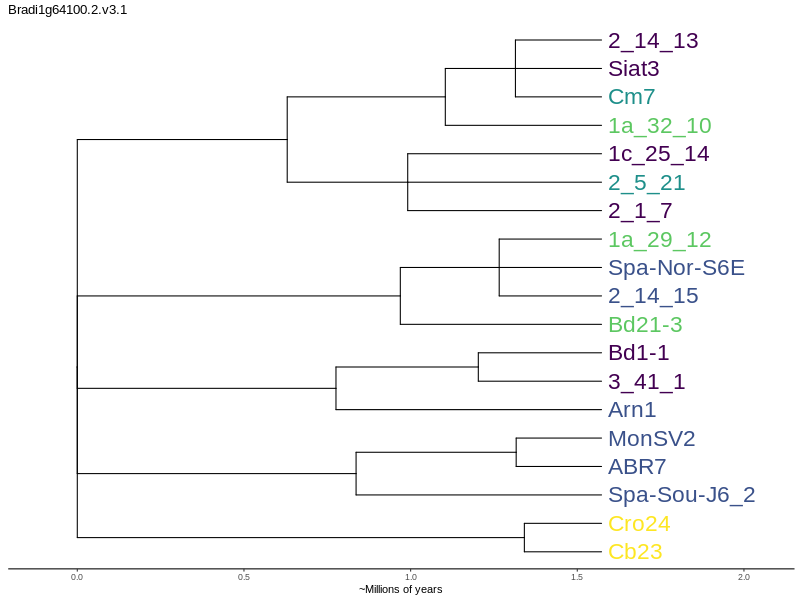 Bradi1g64100.2.v3.1
2_14_13
Siat3
Cm7
1a_32_10
1c_25_14
2_5_21
2_1_7
1a_29_12
Spa-Nor-S6E
2_14_15
Bd21-3
Bd1-1
3_41_1
Arn1
MonSV2
ABR7
Spa-Sou-J6_2
Cro24
Cb23
0.0 0.5 1.0 1.5 2.0
~Millions of years